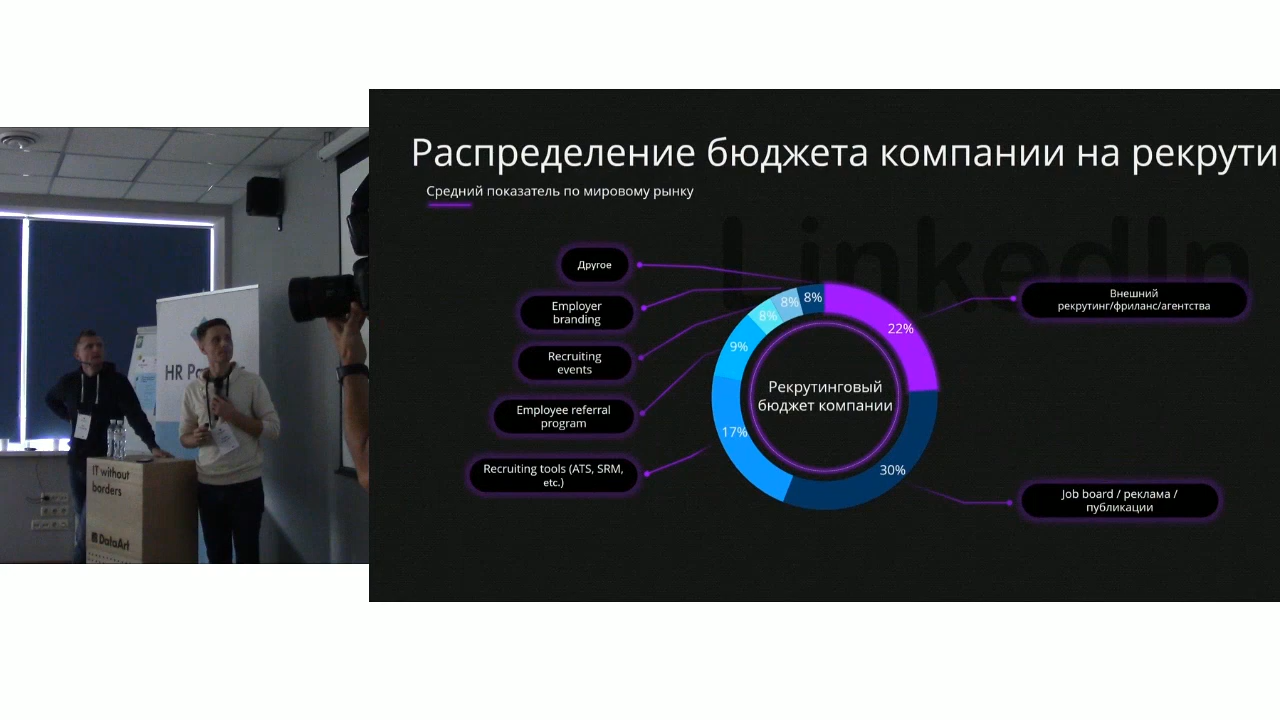 Распределение бюджета компании на рекрути
Средний показатель по мировому рынку
LinkedIn
Другое
Employer
branding
Recruiting
events
Employee referral
program
Recruiting tools (ATS, SRM,
etc.)
8%
8%
8%
9%
17%
22%
30%
Рекрутинговый
бюджет компании
Внешний
рекрутинг/фриланс/агентства
Job board / реклама /
публикации
HR
IT without
borders
DataArt